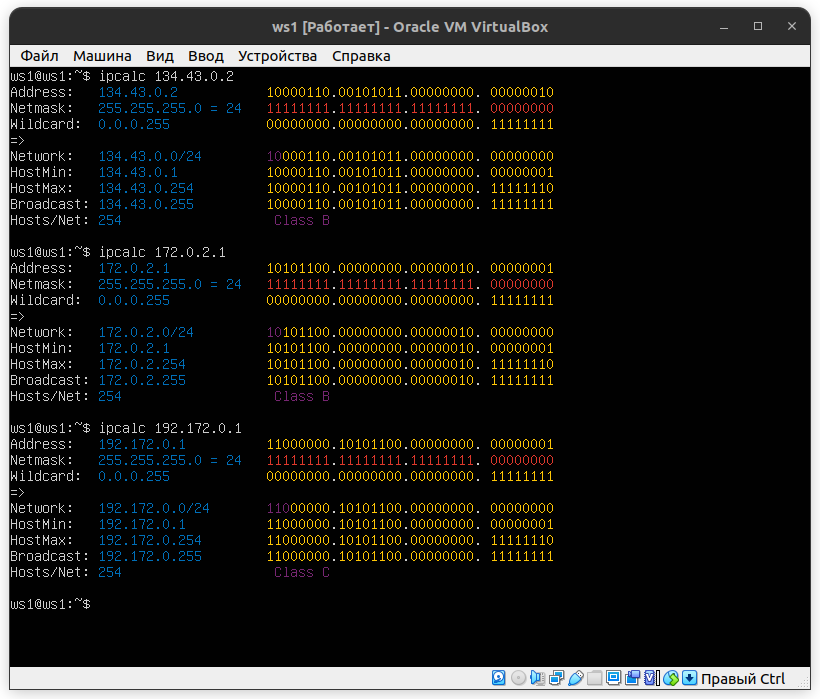 ws1 [Работает] - Oracle VM VirtualBox
Файл Машина Вид Ввод Устройства Справка
ws1@ws1:~$ ipcalc 134.43.0.2
Address: 134.43.0.2 10000110.00101011.00000000. 00000010
Netmask: 255.255.255.0 = 24 11111111.11111111.11111111. 00000000
Wildcard: 0.0.0.255 00000000.00000000.00000000. 11111111
=>
Network: 134.43.0.0/24 10000110.00101011.00000000. 00000000
HostMin: 134.43.0.1 10000110.00101011.00000000. 00000001
HostMax: 134.43.0.254 10000110.00101011.00000000. 11111110
Broadcast: 134.43.0.255 10000110.00101011.00000000. 11111111
Hosts/Net: 254 Class B
ws1@ws1:~$ ipcalc 172.0.2.1
Address: 172.0.2.1 10101100.00000000.00000010. 00000001
Netmask: 255.255.255.0 = 24 11111111.11111111.11111111. 00000000
Wildcard: 0.0.0.255 00000000.00000000.00000000. 11111111
=>
Network: 172.0.2.0/24 10101100.00000000.00000010. 00000000
HostMin: 172.0.2.1 10101100.00000000.00000010. 00000001
HostMax: 172.0.2.254 10101100.00000000.00000010. 11111110
Broadcast: 172.0.2.255 10101100.00000000.00000010. 11111111
Hosts/Net: 254 Class B
ws1@ws1:~$ ipcalc 192.172.0.1
Address: 192.172.0.1 11000000.10101100.00000000. 00000001
Netmask: 255.255.255.0 = 24 11111111.11111111.11111111. 00000000
Wildcard: 0.0.0.255 00000000.00000000.00000000. 11111111
=>
Network: 192.172.0.0/24 11000000.10101100.00000000. 00000000
HostMin: 192.172.0.1 11000000.10101100.00000000. 00000001
HostMax: 192.172.0.254 11000000.10101100.00000000. 11111110
Broadcast: 192.172.0.255 11000000.10101100.00000000. 11111111
Hosts/Net: 254 Class C
ws1@ws1:~$
Правый Ctrl